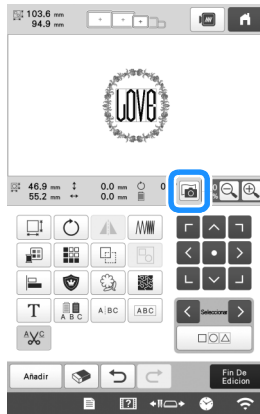 103.6 mm
94.9 mm
LOVE
46.9 mm
0.0 mm
0
55.2 mm
0.0 mm
T
A B C
A BC
ABC
Seleccionar
Añadir
Fin De
Edicion